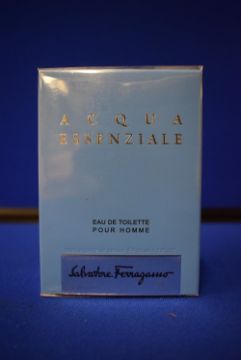 ACQUA
ESSENZIALE
EAU DE TOILETTE
POUR HOMME
Salvatore Ferragamo